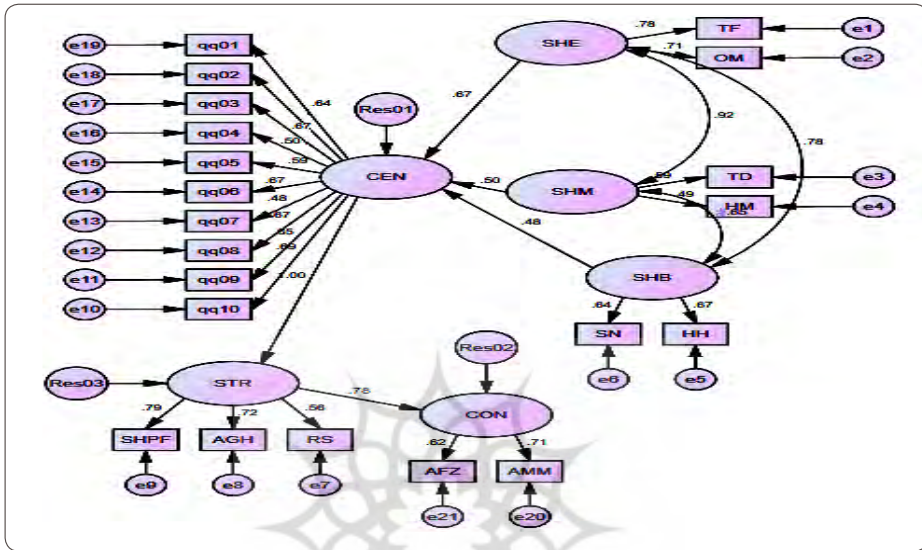 e19 qq01
e18 qq02
e17 qq03
e16 qq04
e15 qq05
e14 qq06
e13 qq07
e12 qq08
e11 qq09
e10 qq10
.64
.67
.50
.59
.67
.48
.67
.65
.69
1.00
Res01
CEN
SHE
.78 TF e1
.71 OM e2
.67
.92
.78
.50
SHM
.59 TD e3
.49 HM e4
.65
.48
SHB
.64 .67
SN HH
e6 e5
Res02
Res03 STR
.78
CON
.79 .72 .56
SHPF AGH RS
e9 e8 e7
.62 .71
AFZ AMM
e21 e20